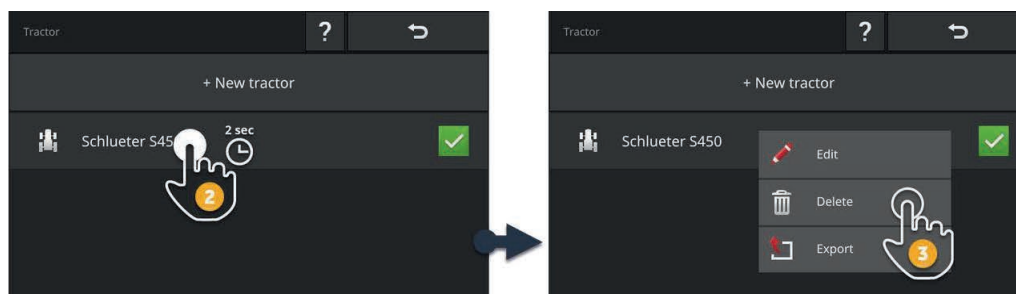 Tractor
?
+ New tractor
Schlueter S45
2 sec
2
Tractor
?
+ New tractor
Schlueter S450
Edit
Delete
Export
3